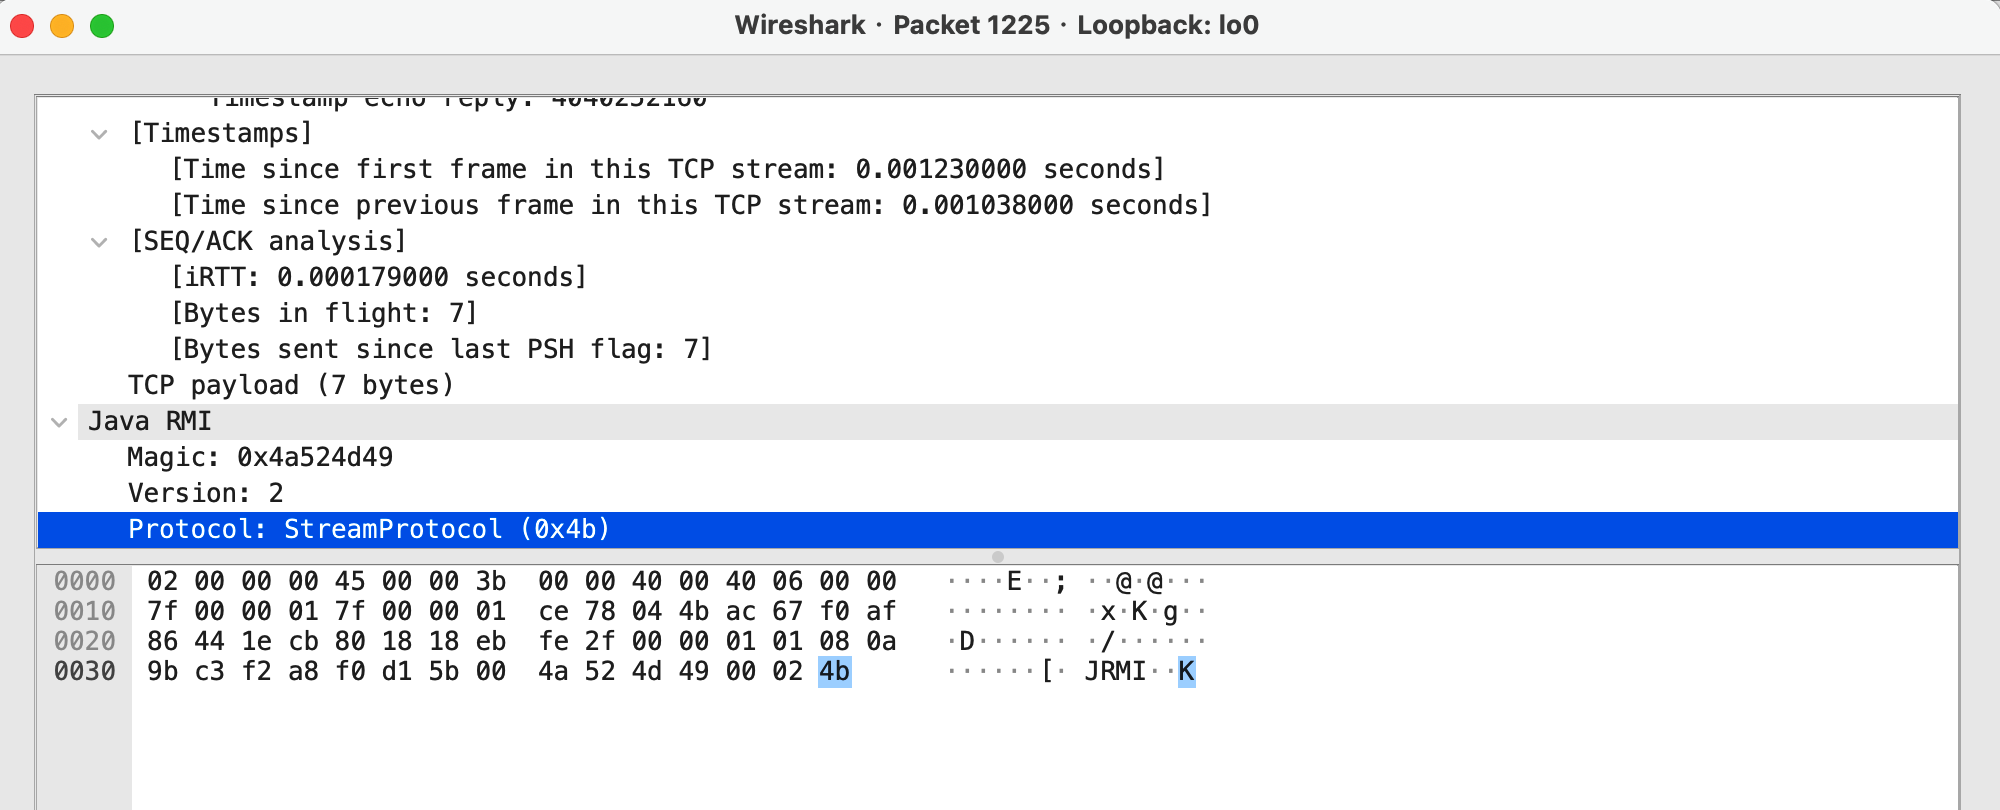 Wireshark · Packet 1225 · Loopback: lo0
Timestamp echo reply: 4040252160
[Timestamps]
[Time since first frame in this TCP stream: 0.001230000 seconds]
[Time since previous frame in this TCP stream: 0.001038000 seconds]
[SEQ/ACK analysis]
[iRTT: 0.000179000 seconds]
[Bytes in flight: 7]
[Bytes sent since last PSH flag: 7]
TCP payload (7 bytes)
Java RMI
Magic: 0x4a524d49
Version: 2
Protocol: StreamProtocol (0x4b)
0000 02 00 00 00 45 00 00 3b 00 00 40 00 40 06 00 00 ····E··; ··@·@···
0010 7f 00 00 01 7f 00 00 01 ce 78 04 4b ac 67 f0 af ········ ·x·K·g··
0020 86 44 1e cb 80 18 18 eb fe 2f 00 00 01 01 08 0a ·D······ ·/······
0030 9b c3 f2 a8 f0 d1 5b 00 4a 52 4d 49 00 02 4b ······[· JRMI··K